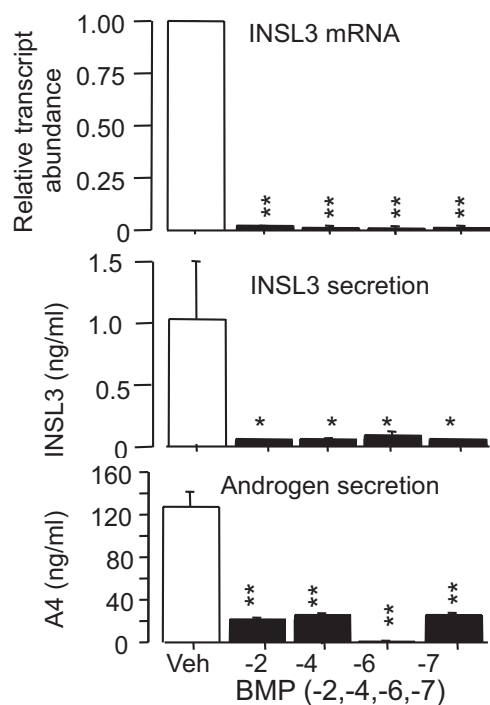 INSL3 mRNA
Relative transcript
abundance
1.00
0.75
0.50
0.25
0
**
**
**
**
INSL3 secretion
INSL3 (ng/ml)
1.5
1.0
0.5
0
*
*
*
*
Androgen secretion
A4 (ng/ml)
160
120
80
40
0
**
**
**
**
Veh -2 -4 -6 -7
BMP (-2,-4,-6,-7)